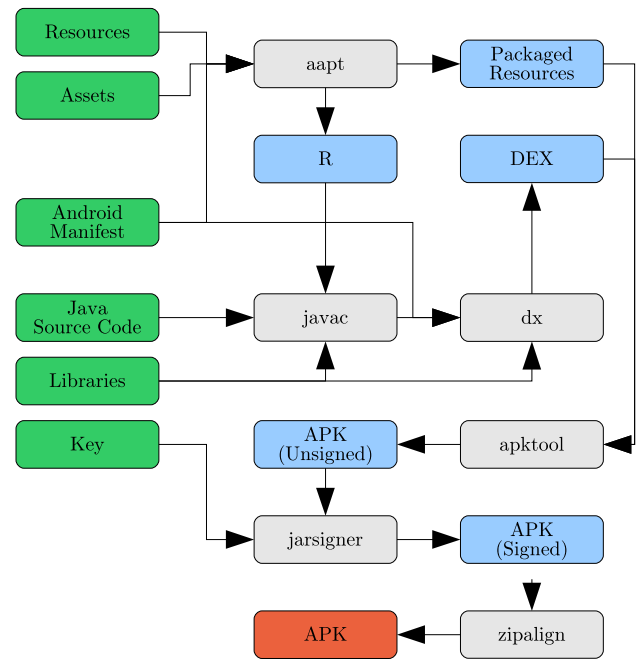 Resources
aapt
Packaged
Resources
Assets
R
DEX
Android
Manifest
Java
Source Code
javac
dx
Libraries
Key
APK
(Unsigned)
apktool
jarsigner
APK
(Signed)
APK
zipalign